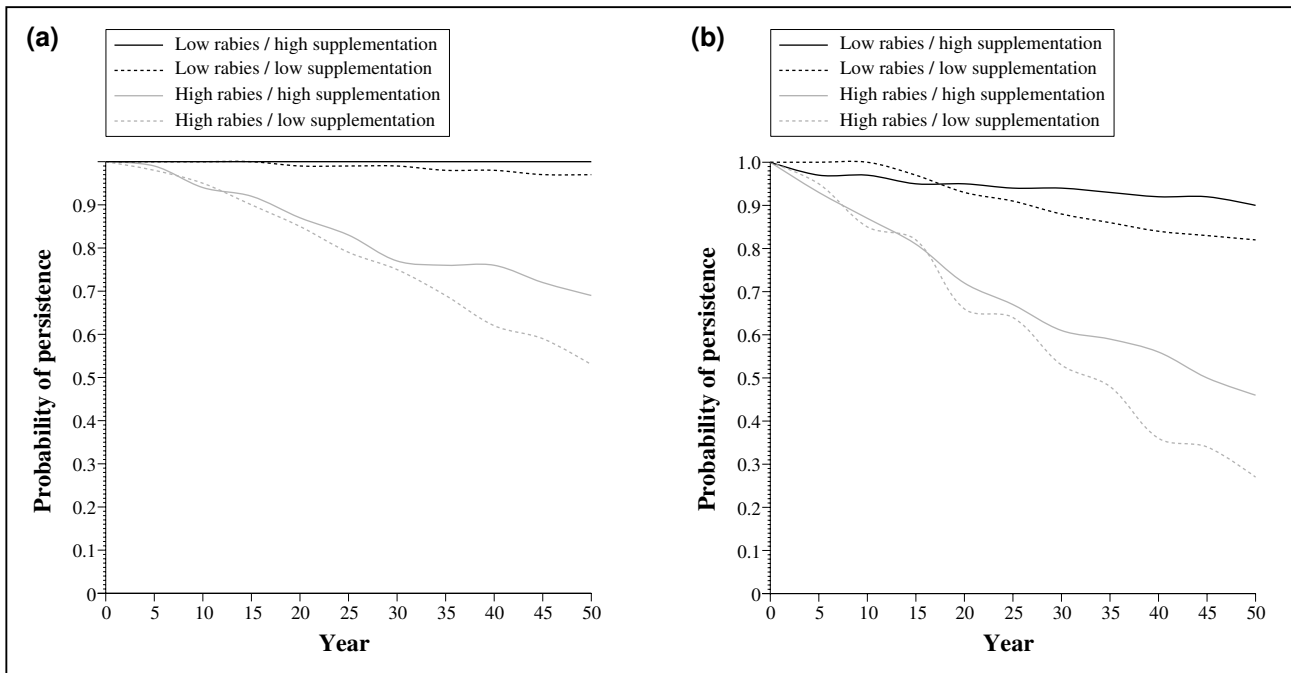 (a)
Low rabies / high supplementation
Low rabies / low supplementation
High rabies / high supplementation
High rabies / low supplementation
0.9
0.8
0.7
0.6
0.5
0.4
0.3
0.2
0.1
0
Probability of persistence
0 5 10 15 20 25 30 35 40 45 50
Year
(b)
Low rabies / high supplementation
Low rabies / low supplementation
High rabies / high supplementation
High rabies / low supplementation
1.0
0.9
0.8
0.7
0.6
0.5
0.4
0.3
0.2
0.1
0
Probability of persistence
0 5 10 15 20 25 30 35 40 45 50
Year